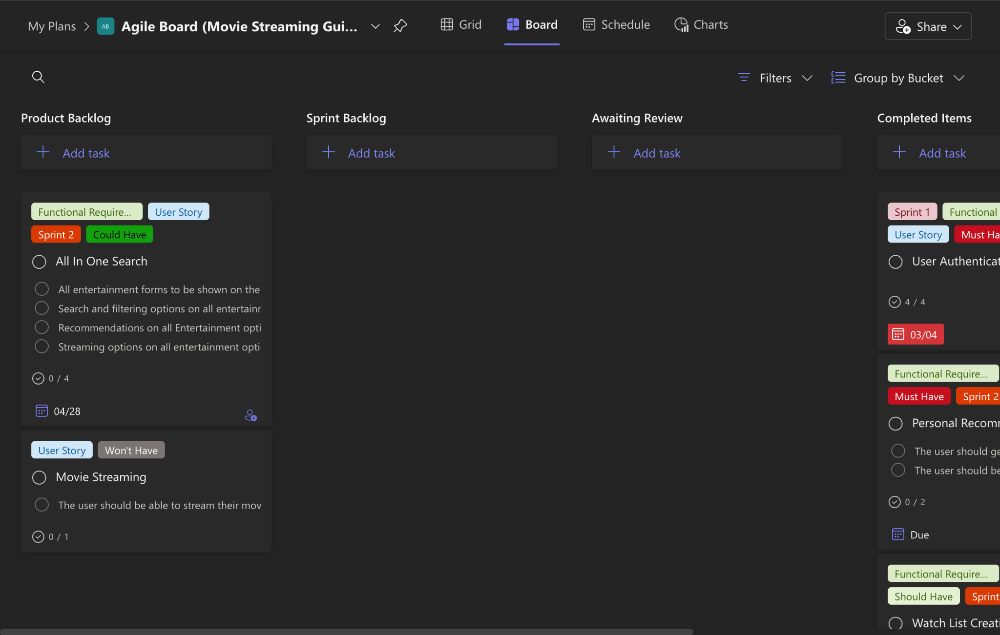 My Plans
AB
Agile Board (Movie Streaming Gui...
Grid
Board
Schedule
Charts
Share
Filters
Group by Bucket
Product Backlog
Add task
Functional Require...
User Story
Sprint 2
Could Have
All In One Search
All entertainment forms to be shown on the
Search and filtering options on all entertain
Recommendations on all Entertainment opti
Streaming options on all entertainment opti
0 / 4
04/28
User Story
Won't Have
Movie Streaming
The user should be able to stream their mov
0 / 1
Sprint Backlog
Add task
Awaiting Review
Add task
Completed Items
Add task
Sprint 1
Functional
User Story
Must Ha
User Authenticat
4 / 4
03/04
Functional Require...
Must Have
Sprint 2
Personal Recom
The user should ge
The user should be
0 / 2
Due
Functional Require...
Should Have
Sprint
Watch List Creati